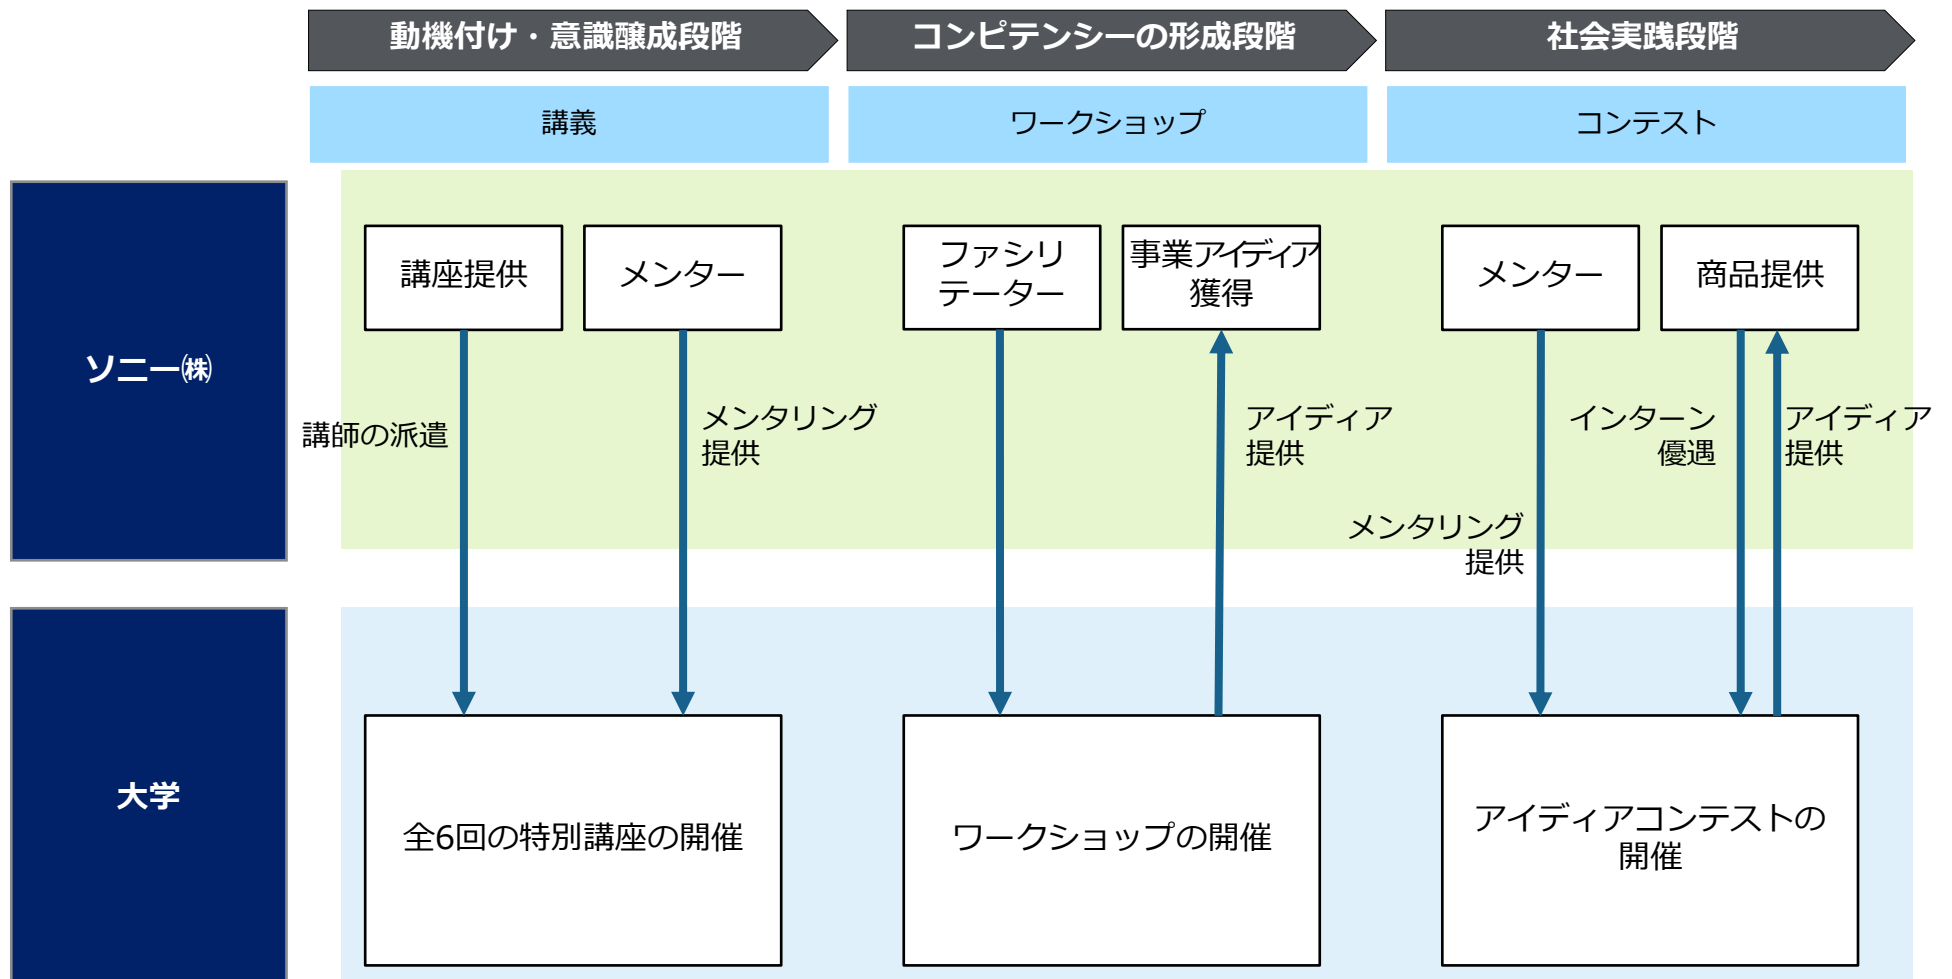 動機付け・意識醸成段階
コンピテンシーの形成段階
社会実践段階
講義
ワークショップ
コンテスト
ソニー㈱
講座提供
メンター
ファシリ
テーター
事業アイディア
獲得
メンター
商品提供
講師の派遣
メンタリング
提供
アイディア
提供
インターン
優遇
アイディア
提供
メンタリング
提供
大学
全6回の特別講座の開催
ワークショップの開催
アイディアコンテストの
開催